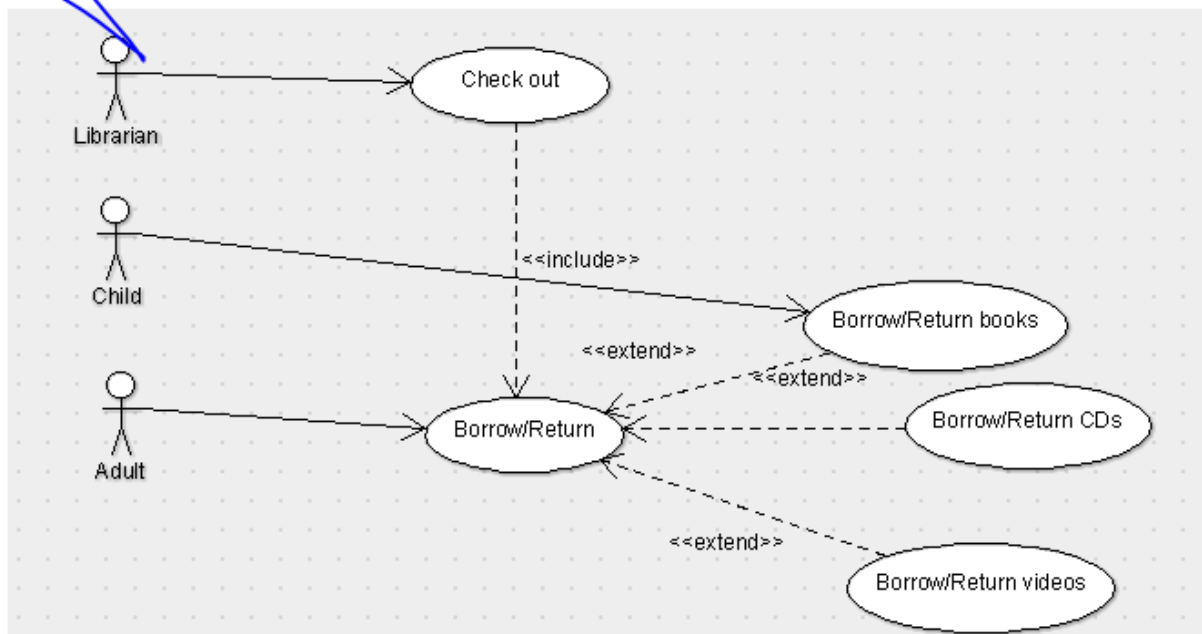 Check out
Librarian
<<include>>
Child
Borrow/Return books
<<extend>>
<<extend>>
Borrow/Return
Borrow/Return CDs
Adult
<<extend>>
Borrow/Return videos